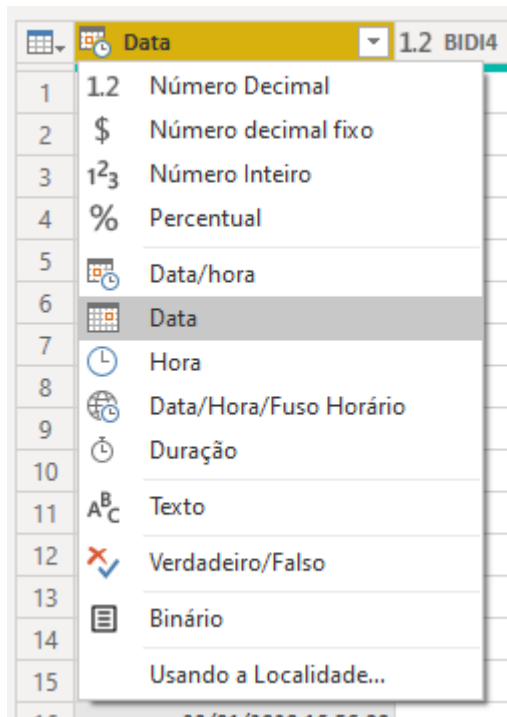 Data 1.2 BIDI4
1.2 Número Decimal
$ Número decimal fixo
1²3 Número Inteiro
% Percentual
Data/hora
Data
Hora
Data/Hora/Fuso Horário
Duração
ABC Texto
Verdadeiro/Falso
Binário
Usando a Localidade...
1
2
3
4
5
6
7
8
9
10
11
12
13
14
15